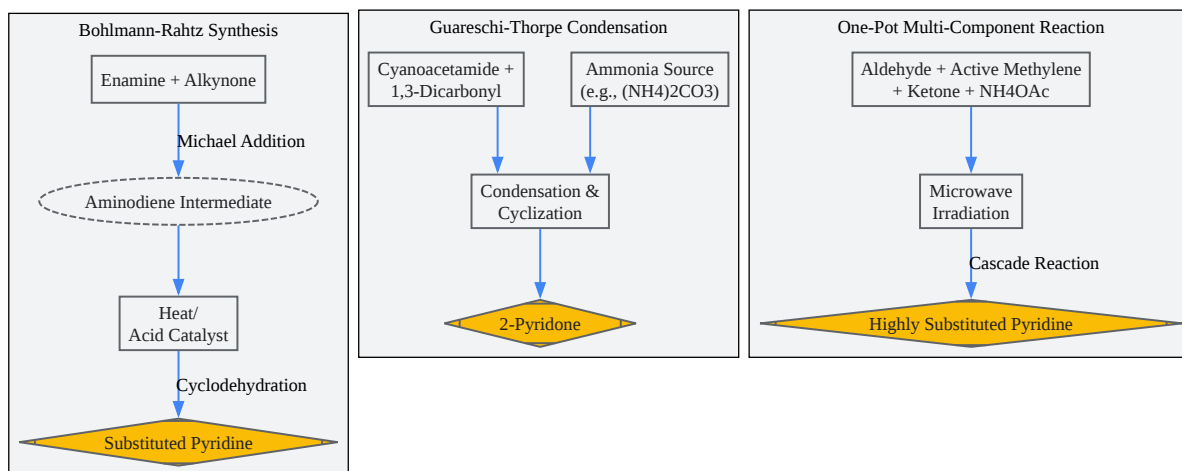 Bohlmann-Rahtz Synthesis
Enamine + Alkynone
Michael Addition
Aminodiene Intermediate
Heat/
Acid Catalyst
Cyclodehydration
Substituted Pyridine
Guareschi-Thorpe Condensation
Cyanoacetamide +
1,3-Dicarbonyl
Ammonia Source
(e.g., (NH4)2CO3)
Condensation &
Cyclization
2-Pyridone
One-Pot Multi-Component Reaction
Aldehyde + Active Methylene
+ Ketone + NH4OAc
Microwave
Irradiation
Cascade Reaction
Highly Substituted Pyridine